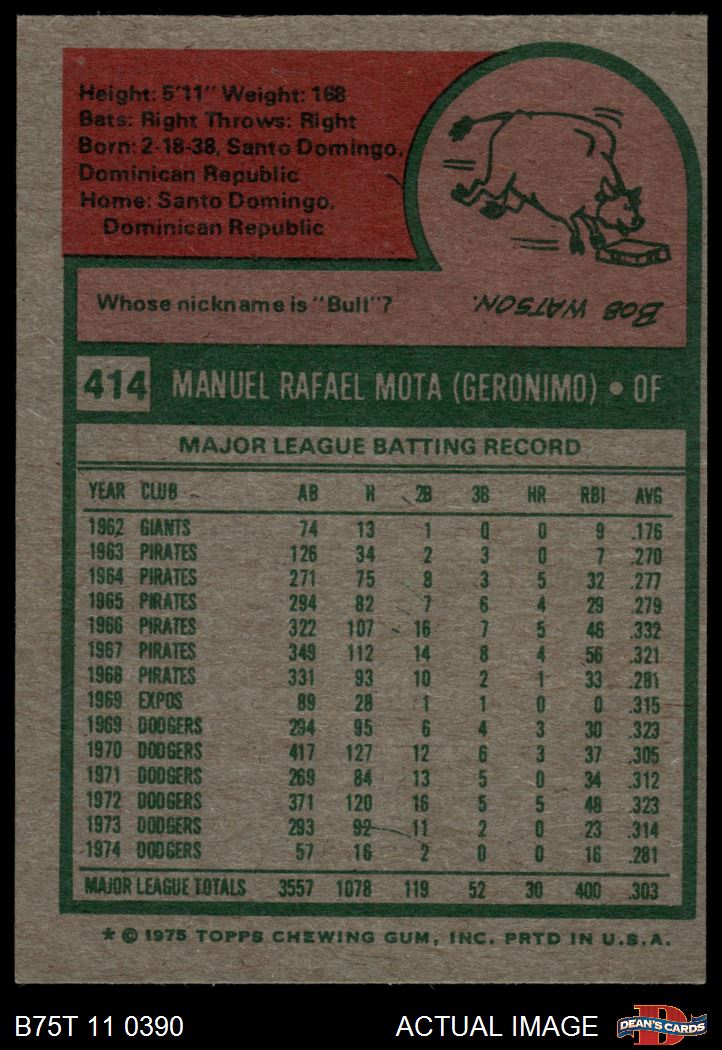 Height: 5'11" Weight: 168
Bats: Right Throws: Right
Born: 2-18-38, Santo Domingo,
Dominican Republic
Home: Santo Domingo,
Dominican Republic
Whose nickname is "Bull"?
BOB WATSON.
414 MANUEL RAFAEL MOTA (GERONIMO) • OF
MAJOR LEAGUE BATTING RECORD
YEAR CLUB AB H 2B 3B HR RBI AVG
1962 GIANTS 74 13 1 0 0 9 .176
1963 PIRATES 126 34 2 3 0 7 .270
1964 PIRATES 271 75 8 3 5 32 .277
1965 PIRATES 294 82 7 6 4 29 .279
1966 PIRATES 322 107 16 7 5 46 .332
1967 PIRATES 349 112 14 8 4 56 .321
1968 PIRATES 331 93 10 2 1 33 .281
1969 EXPOS 89 28 1 1 0 0 .315
1969 DODGERS 294 95 6 4 3 30 .323
1970 DODGERS 417 127 12 6 3 37 .305
1971 DODGERS 269 84 13 5 0 34 .312
1972 DODGERS 371 120 16 5 5 48 .323
1973 DODGERS 293 92 11 2 0 23 .314
1974 DODGERS 57 16 2 0 0 16 .281
MAJOR LEAGUE TOTALS 3557 1078 119 52 30 400 .303
* © 1975 TOPPS CHEWING GUM, INC. PRTD IN U.S.A.
B75T 11 0390 ACTUAL IMAGE D DEAN'S CARDS